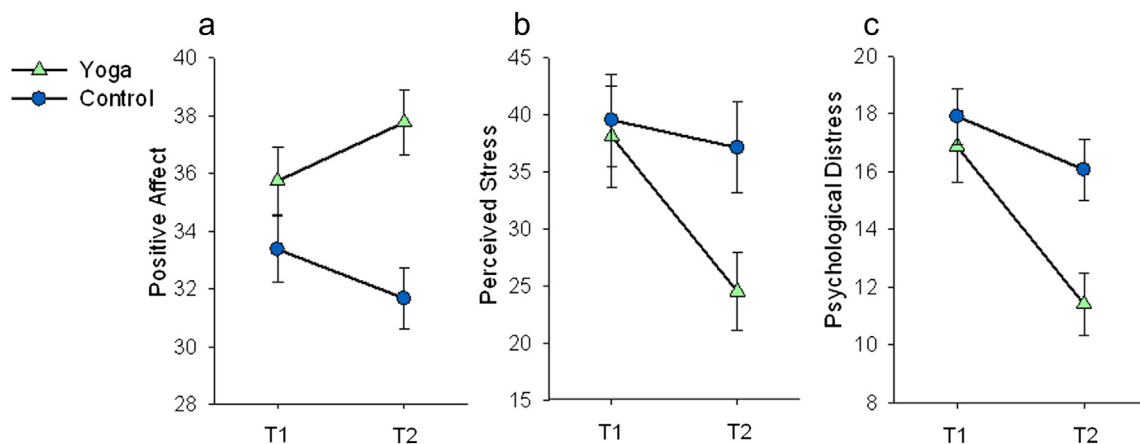 a
b
c
Yoga
Control
Positive Affect
40
38
36
34
32
30
28
T1
T2
Perceived Stress
45
40
35
30
25
20
15
T1
T2
Psychological Distress
20
18
16
14
12
10
8
T1
T2